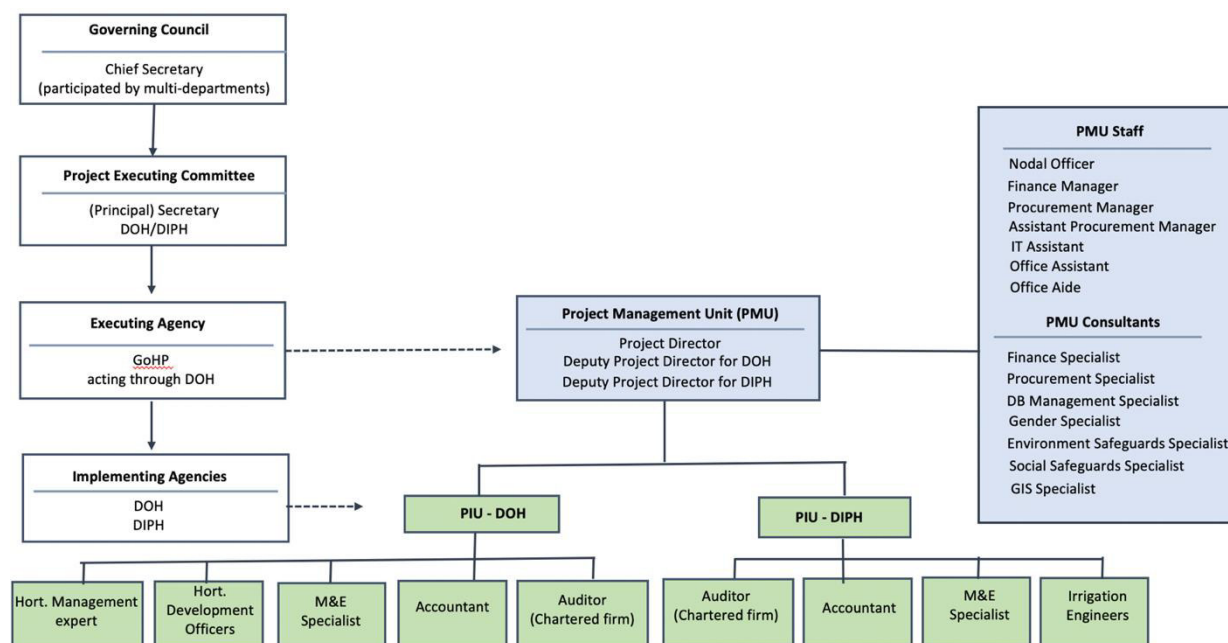 Governing Council
Chief Secretary
(participated by multi-departments)
Project Executing Committee
(Principal) Secretary
DOH/DIPH
Executing Agency
GoHP
acting through DOH
Implementing Agencies
DOH
DIPH
Project Management Unit (PMU)
Project Director
Deputy Project Director for DOH
Deputy Project Director for DIPH
PMU Staff
Nodal Officer
Finance Manager
Procurement Manager
Assistant Procurement Manager
IT Assistant
Office Assistant
Office Aide
PMU Consultants
Finance Specialist
Procurement Specialist
DB Management Specialist
Gender Specialist
Environment Safeguards Specialist
Social Safeguards Specialist
GIS Specialist
PIU - DOH
PIU - DIPH
Hort. Management
expert
Hort.
Development
Officers
M&E
Specialist
Accountant
Auditor
(Chartered firm)
Auditor
(Chartered firm)
Accountant
M&E
Specialist
Irrigation
Engineers